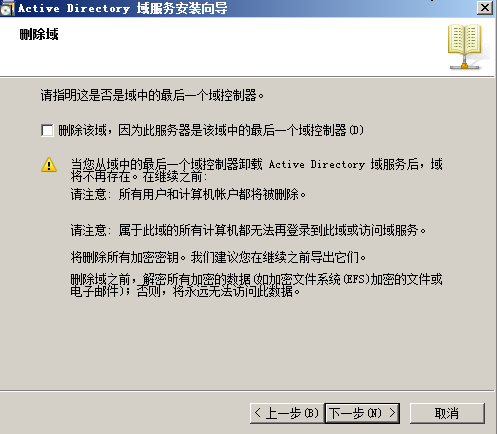 Active Directory 域服务安装向导
删除域
请指明这是否是域中的最后一个域控制器。
删除该域，因为此服务器是该域中的最后一个域控制器(D)
当您从域中的最后一个域控制器卸载 Active Directory 域服务后，域
将不再存在。在继续之前:
请注意: 所有用户和计算机帐户都将被删除。
请注意: 属于此域的所有计算机都无法再登录到此域或访问域服务。
将删除所有加密密钥。我们建议您在继续之前导出它们。
删除域之前，解密所有加密的数据(如加密文件系统(EFS)加密的文件或
电子邮件)；否则，将永远无法访问此数据。
< 上一步(B) 下一步(N) > 取消